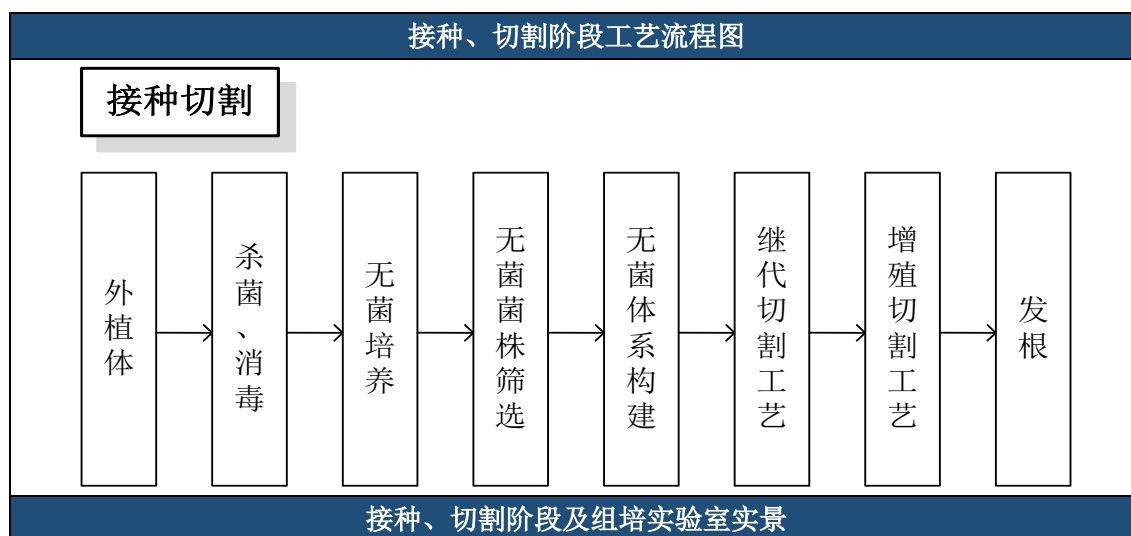 接种、切割阶段工艺流程图
接种切割
外植体
杀菌、消毒
无菌培养
无菌菌株筛选
无菌体系构建
继代切割工艺
增殖切割工艺
发根
接种、切割阶段及组培实验室实景